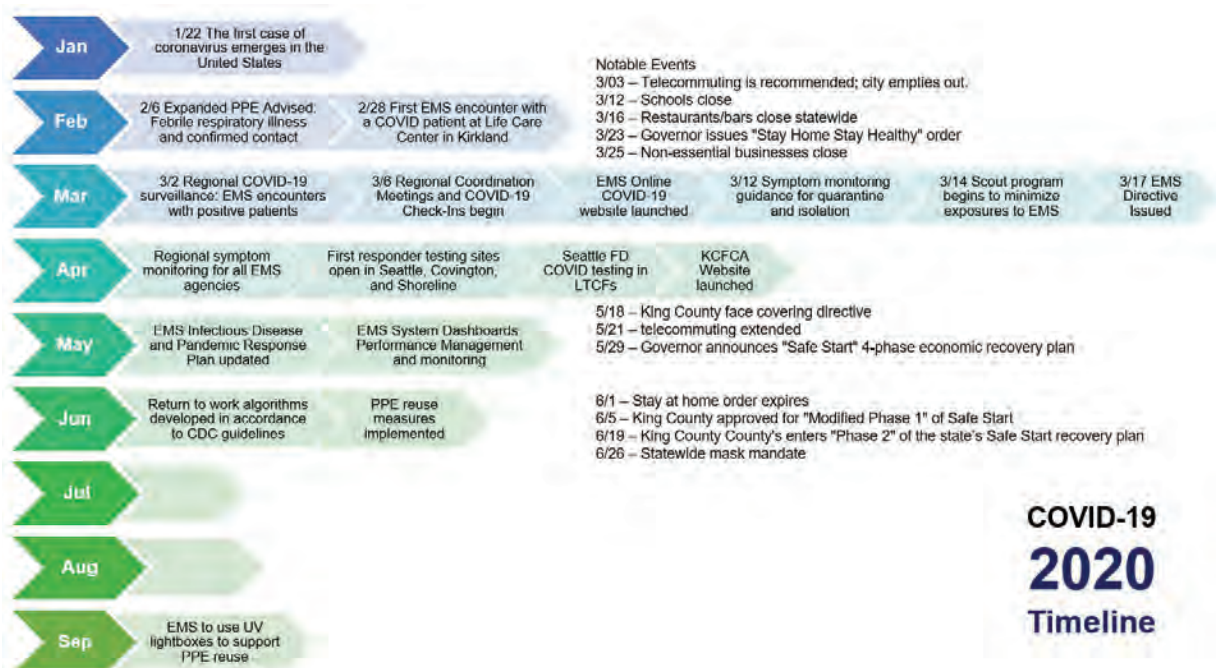 Jan
1/22 The first case of
coronavirus emerges in the
United States
Notable Events
3/03 – Telecommuting is recommended; city empties out.
3/12 – Schools close
3/16 – Restaurants/bars close statewide
3/23 – Governor issues "Stay Home Stay Healthy" order
3/25 – Non-essential businesses close
Feb
2/6 Expanded PPE Advised:
Febrile respiratory illness
and confirmed contact
2/28 First EMS encounter with
a COVID patient at Life Care
Center in Kirkland
Mar
3/2 Regional COVID-19
surveillance: EMS encounters
with positive patients
3/6 Regional Coordination
Meetings and COVID-19
Check-Ins begin
EMS Online
COVID-19
website launched
3/12 Symptom monitoring
guidance for quarantine
and isolation
3/14 Scout program
begins to minimize
exposures to EMS
3/17 EMS
Directive
Issued
Apr
Regional symptom
monitoring for all EMS
agencies
First responder testing sites
open in Seattle, Covington,
and Shoreline
Seattle FD
COVID testing in
LTCFs
KCFCA
Website
launched
May
EMS Infectious Disease
and Pandemic Response
Plan updated
EMS System Dashboards
Performance Management
and monitoring
5/18 – King County face covering directive
5/21 – telecommuting extended
5/29 – Governor announces "Safe Start" 4-phase economic recovery plan
Jun
Return to work algorithms
developed in accordance
to CDC guidelines
PPE reuse
measures
implemented
6/1 – Stay at home order expires
6/5 – King County approved for "Modified Phase 1" of Safe Start
6/19 – King County County's enters "Phase 2" of the state's Safe Start recovery plan
6/26 – Statewide mask mandate
Jul
Aug
Sep
EMS to use UV
lightboxes to support
PPE reuse
COVID-19
2020
Timeline